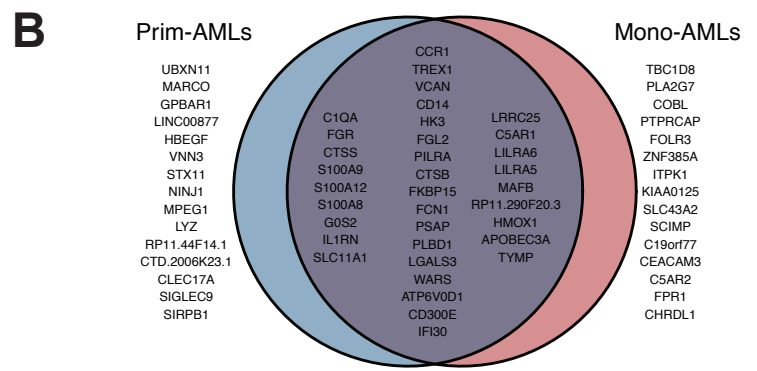 B
Prim-AMLs
Mono-AMLs
UBXN11
MARCO
GPBAR1
LINC00877
HBEGF
VNN3
STX11
NINJ1
MPEG1
LYZ
RP11.44F14.1
CTD.2006K23.1
CLEC17A
SIGLEC9
SIRPB1
C1QA
FGR
CTSS
S100A9
S100A12
S100A8
G0S2
IL1RN
SLC11A1
CCR1
TREX1
VCAN
CD14
HK3
FGL2
PILRA
CTSB
FKBP15
FCN1
PSAP
PLBD1
LGALS3
WARS
ATP6V0D1
CD300E
IFI30
LRRC25
C5AR1
LILRA6
LILRA5
MAFB
RP11.290F20.3
HMOX1
APOBEC3A
TYMP
TBC1D8
PLA2G7
COBL
PTPRCAP
FOLR3
ZNF385A
ITPK1
KIAA0125
SLC43A2
SCIMP
C19orf77
CEACAM3
C5AR2
FPR1
CHRDL1